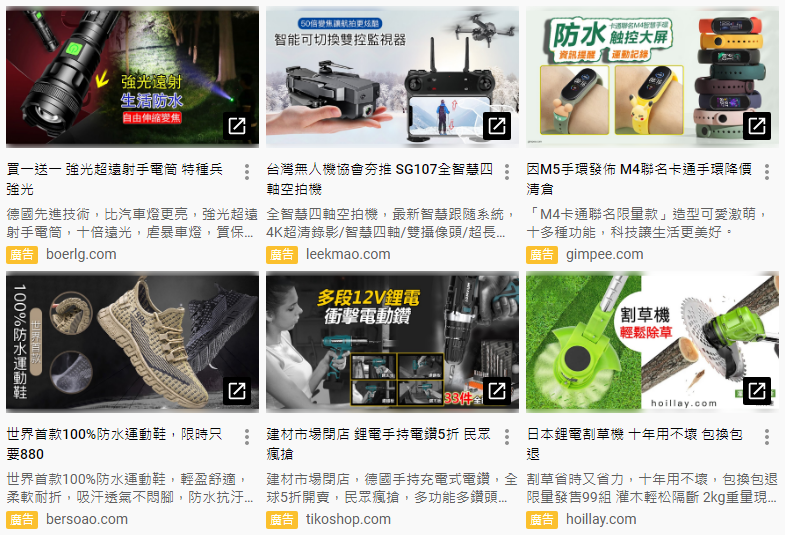 強光遠射
生活防水
自由伸縮變焦
買一送一 強光超遠射手電筒 特種兵
強光
德國先進技術，比汽車燈更亮，強光超遠
射手電筒，十倍遠光，虐暴車燈，質保...
廣告 boerlg.com
50倍變焦讓航拍更炫酷
智能可切換雙控監視器
台灣無人機協會夯推 SG107全智慧四
軸空拍機
全智慧四軸空拍機，最新智慧跟隨系統，
4K超清錄影/智慧四軸/雙攝像頭/超長...
廣告 leekmao.com
卡通聯名M4智慧手環
防水 触控大屏
資訊提醒 運動記錄
因M5手環發佈 M4聯名卡通手環降價
清倉
「M4卡通聯名限量款」造型可愛激萌，
十多種功能，科技讓生活更美好。
廣告 gimpee.com
100%防水運動鞋
世界首款
世界首款100%防水運動鞋，限時只
要880
世界首款100%防水運動鞋，輕盈舒適，
柔軟耐折，吸汗透氣不悶腳，防水抗汙...
廣告 bersoao.com
多段12V鋰電
衝擊電動鑽
33件
建材市場閉店 鋰電手持電鑽5折 民眾
瘋搶
建材市場閉店，德國手持充電式電鑽，全
球5折開賣，民眾瘋搶，多功能多鑽頭...
廣告 tikoshop.com
割草機
輕鬆除草
hoillay.com
日本鋰電割草機 十年用不壞 包換包
退
割草省時又省力，十年用不壞，包換包退
限量發售99組 灌木輕松隔斷 2kg重量現...
廣告 hoillay.com